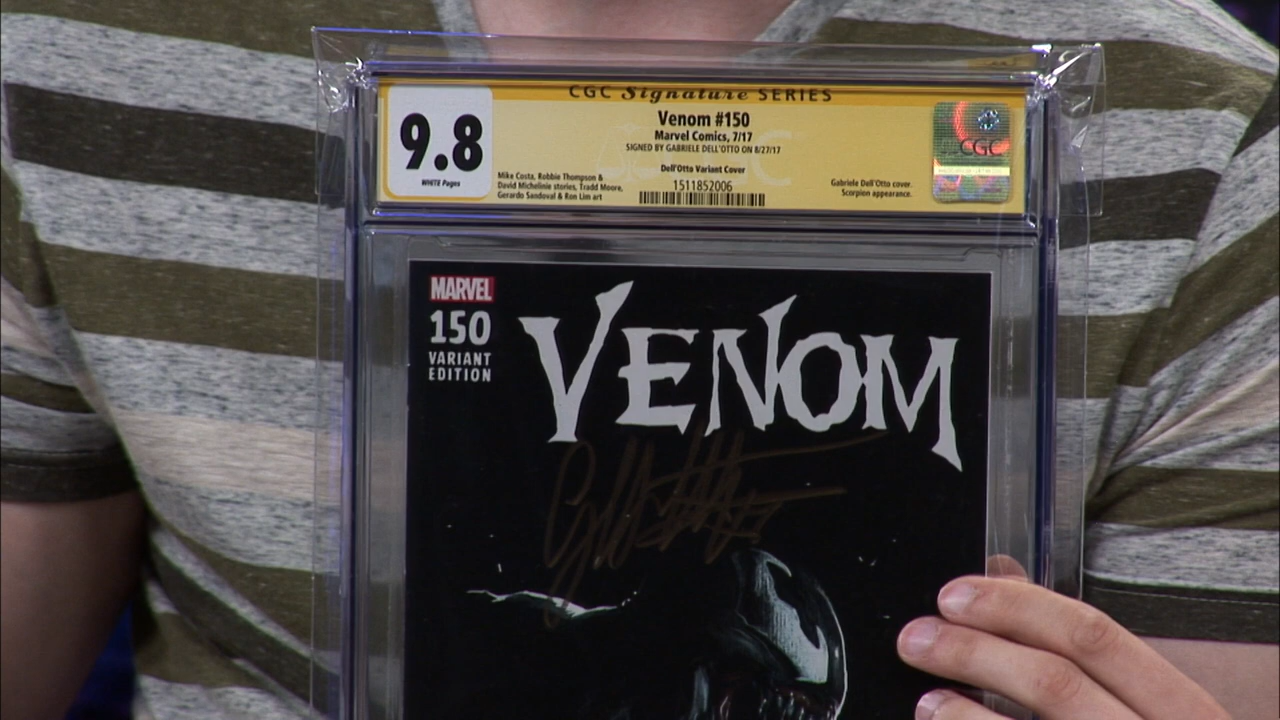 CGC Signature SERIES
9.8
WHITE Pages
Venom #150
Marvel Comics, 7/17
SIGNED BY GABRIELE DELL'OTTO ON 8/27/17
Dell'Otto Variant Cover
1511852006
Mike Costa, Robbie Thompson &
David Michelinie stories, Tradd Moore,
Gerardo Sandoval & Ron Lim art
Gabriele Dell'Otto cover.
Scorpion appearance.
CGC
MARVEL
150
VARIANT
EDITION
VENOM